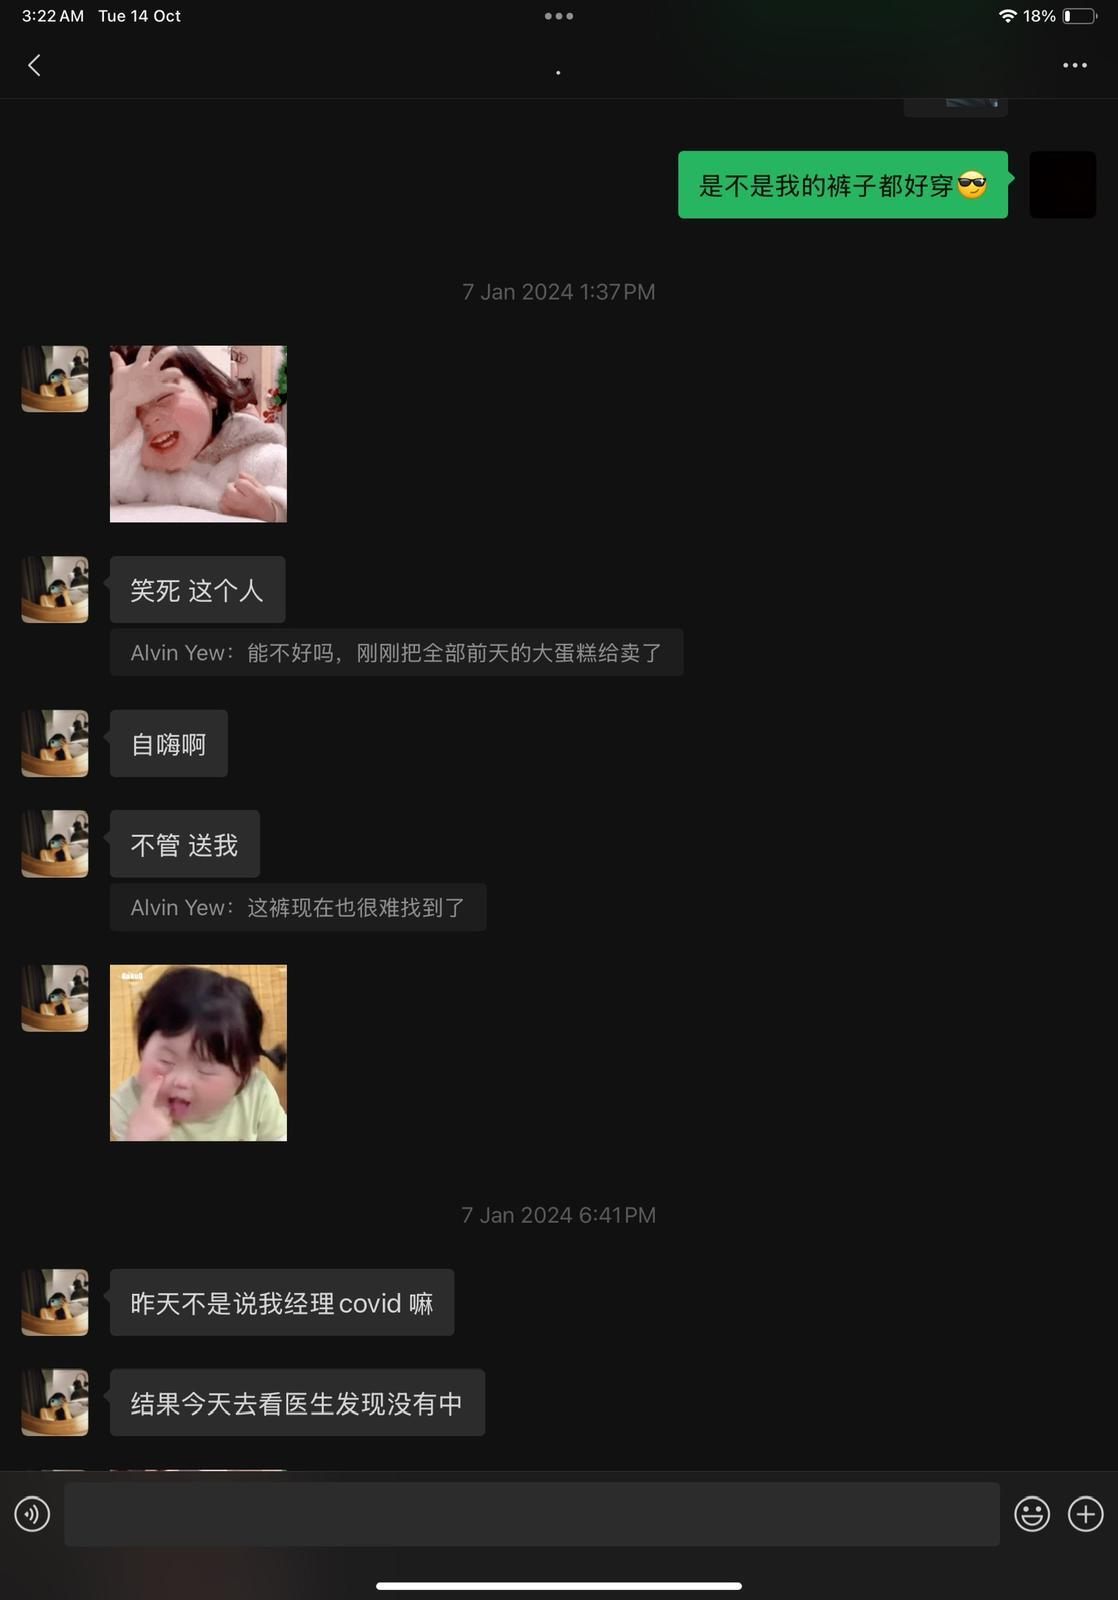 3:22 AM Tue 14 Oct
18%
.
是不是我的裤子都好穿😎
7 Jan 2024 1:37 PM
笑死 这个人
Alvin Yew：能不好吗，刚刚把全部前天的大蛋糕给卖了
自嗨啊
不管 送我
Alvin Yew：这裤现在也很难找到了
7 Jan 2024 6:41 PM
昨天不是说我经理covid 嘛
结果今天去看医生发现没有中